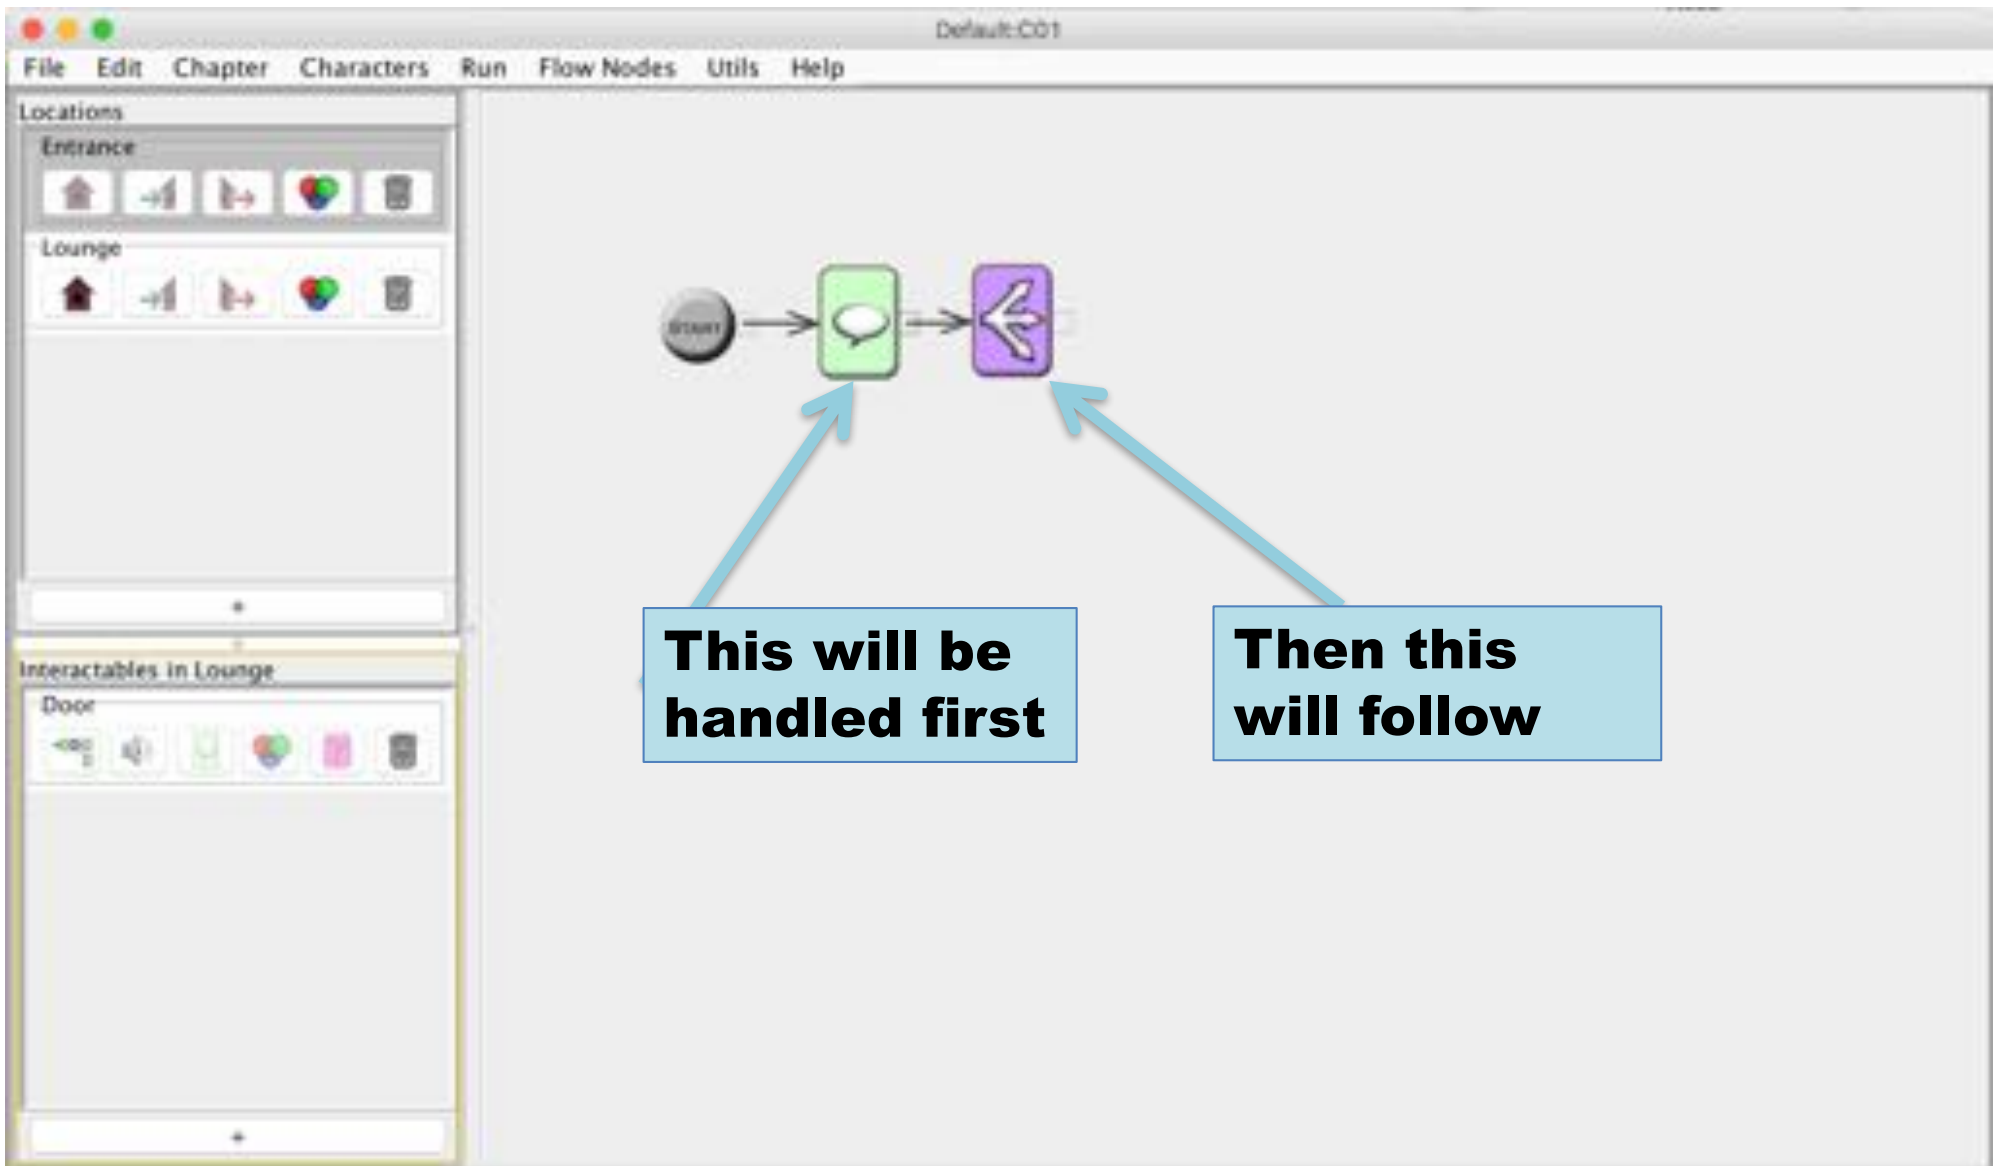 Default:C01
File Edit Chapter Characters Run Flow Nodes Utils Help
Locations
Entrance
Lounge
+
Interactables in Lounge
Door
+
START
This will be
handled first
Then this
will follow